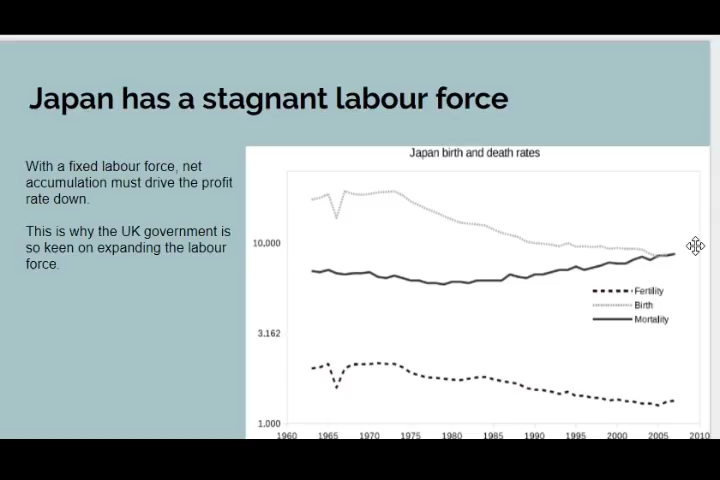 Japan has a stagnant labour force
With a fixed labour force, net
accumulation must drive the profit
rate down.
This is why the UK government is
so keen on expanding the labour
force.
Japan birth and death rates
10,000
3.162
1.000
Fertility
Birth
Mortality
1960 1965 1970 1975 1980 1985 1990 1995 2000 2005 2010